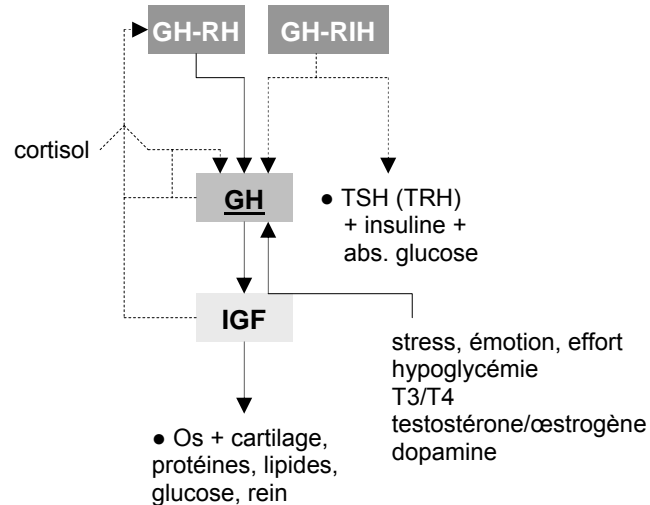 GH-RH
GH-RIH
cortisol
GH
● TSH (TRH)
+ insuline +
abs. glucose
IGF
stress, émotion, effort
hypoglycémie
T3/T4
testostérone/œstrogène
dopamine
● Os + cartilage,
protéines, lipides,
glucose, rein